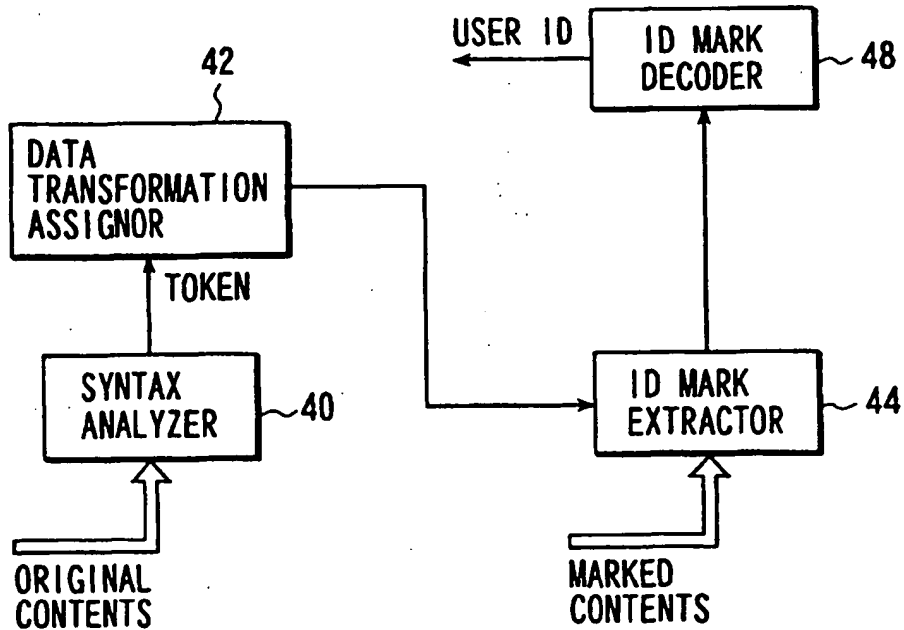 USER ID
ID MARK
DECODER
48
42
DATA
TRANSFORMATION
ASSIGNOR
TOKEN
SYNTAX
ANALYZER
40
ID MARK
EXTRACTOR
44
ORIGINAL
CONTENTS
MARKED
CONTENTS